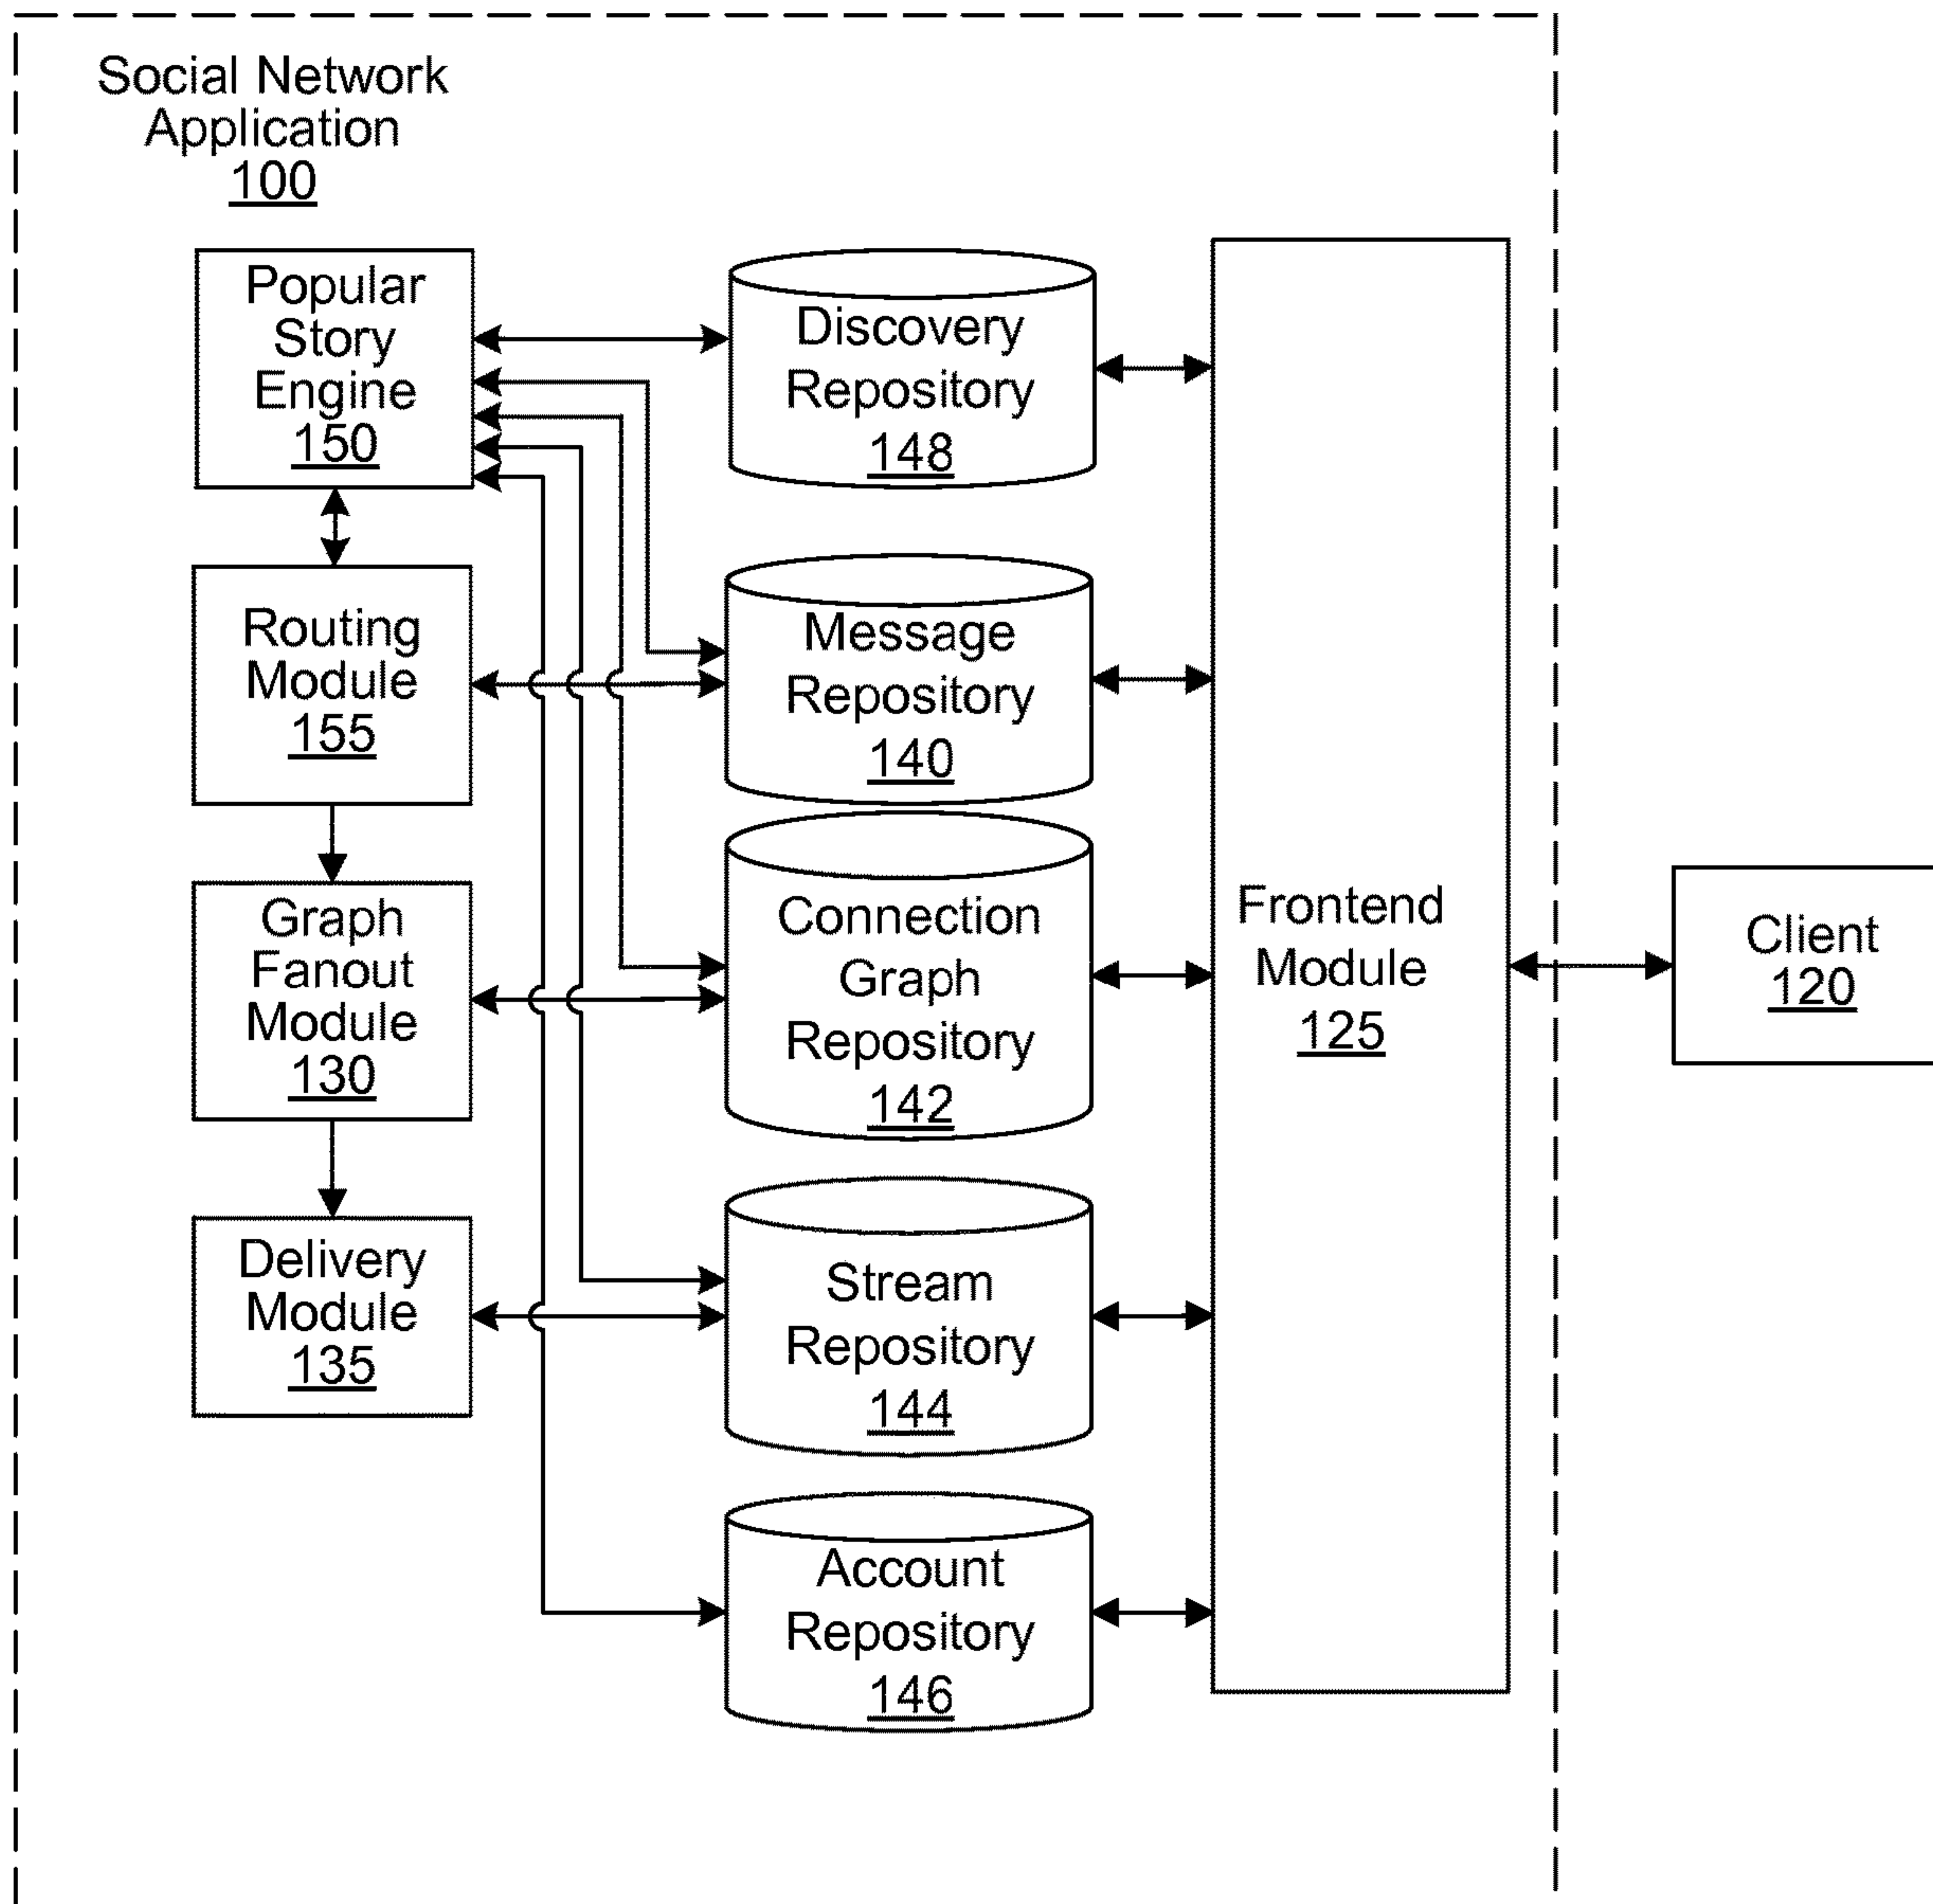 Social Network
Application
100
Popular
Story
Engine
150
Routing
Module
155
Graph
Fanout
Module
130
Delivery
Module
135
Discovery
Repository
148
Message
Repository
140
Connection
Graph
Repository
142
Stream
Repository
144
Account
Repository
146
Frontend
Module
125
Client
120